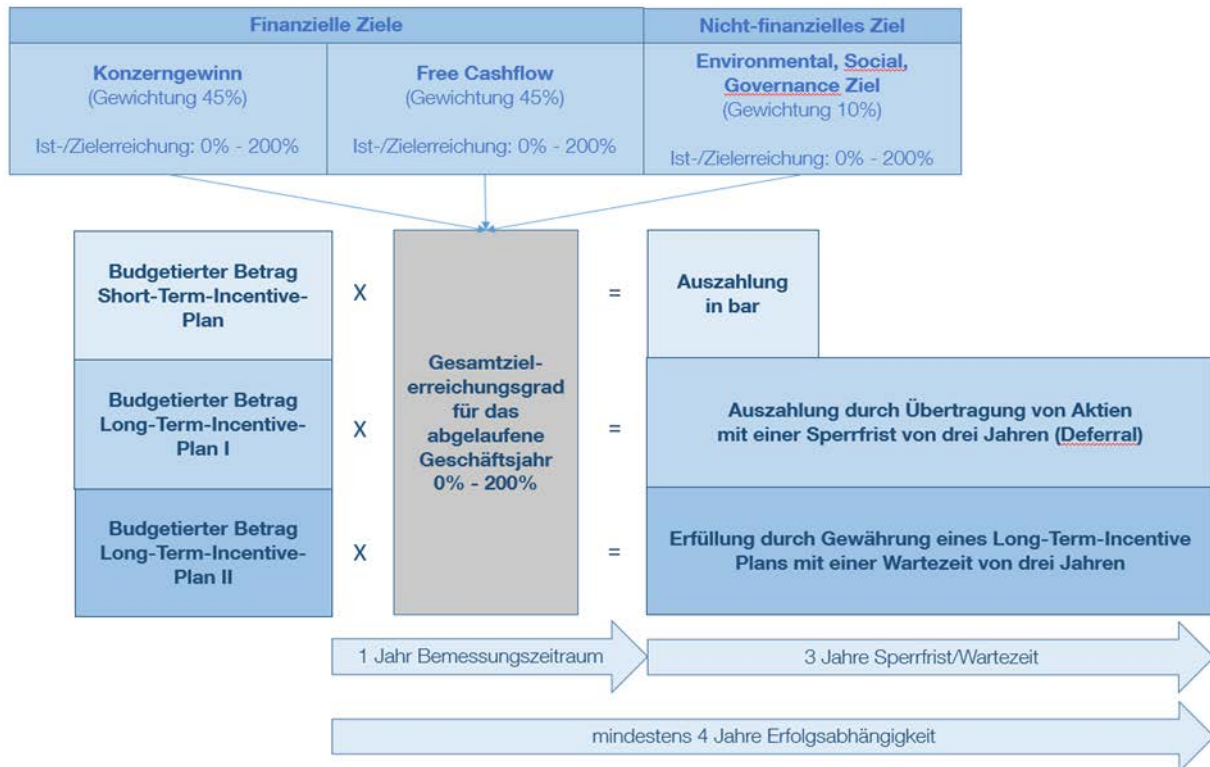 Finanzielle Ziele
Nicht-finanzielles Ziel
Konzerngewinn
(Gewichtung 45%)
Ist-/Zielerreichung: 0% - 200%
Free Cashflow
(Gewichtung 45%)
Ist-/Zielerreichung: 0% - 200%
Environmental, Social,
Governance Ziel
(Gewichtung 10%)
Ist-/Zielerreichung: 0% - 200%
Budgetierter Betrag
Short-Term-Incentive-
Plan
X
=
Auszahlung
in bar
Gesamtziel-
erreichungsgrad
für das
abgelaufene
Geschäftsjahr
0% - 200%
Budgetierter Betrag
Long-Term-Incentive-
Plan I
X
=
Auszahlung durch Übertragung von Aktien
mit einer Sperrfrist von drei Jahren (Deferral)
Budgetierter Betrag
Long-Term-Incentive-
Plan II
X
=
Erfüllung durch Gewährung eines Long-Term-Incentive
Plans mit einer Wartezeit von drei Jahren
1 Jahr Bemessungszeitraum
3 Jahre Sperrfrist/Wartezeit
mindestens 4 Jahre Erfolgsabhängigkeit